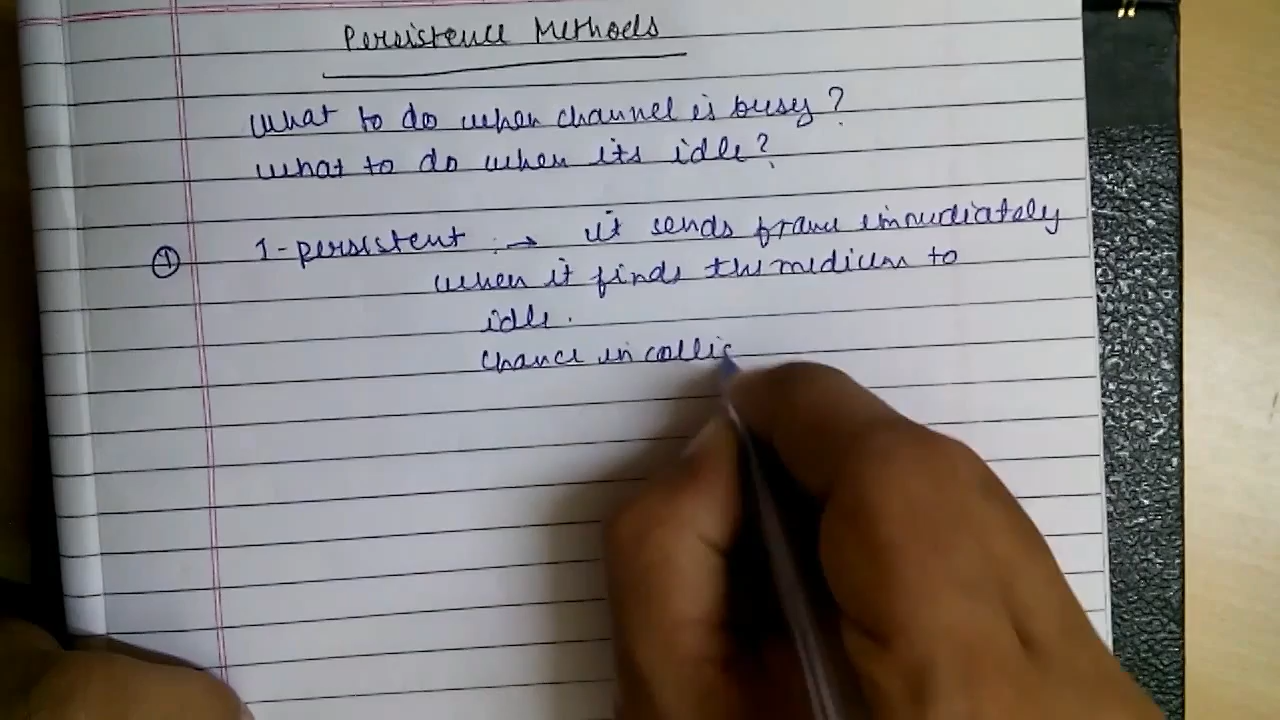 Persistence Methods
What to do when channel is busy?
What to do when its idle?
① 1-persistent → it sends frame immediately
when it finds the medium to
idle.
Chance in collis